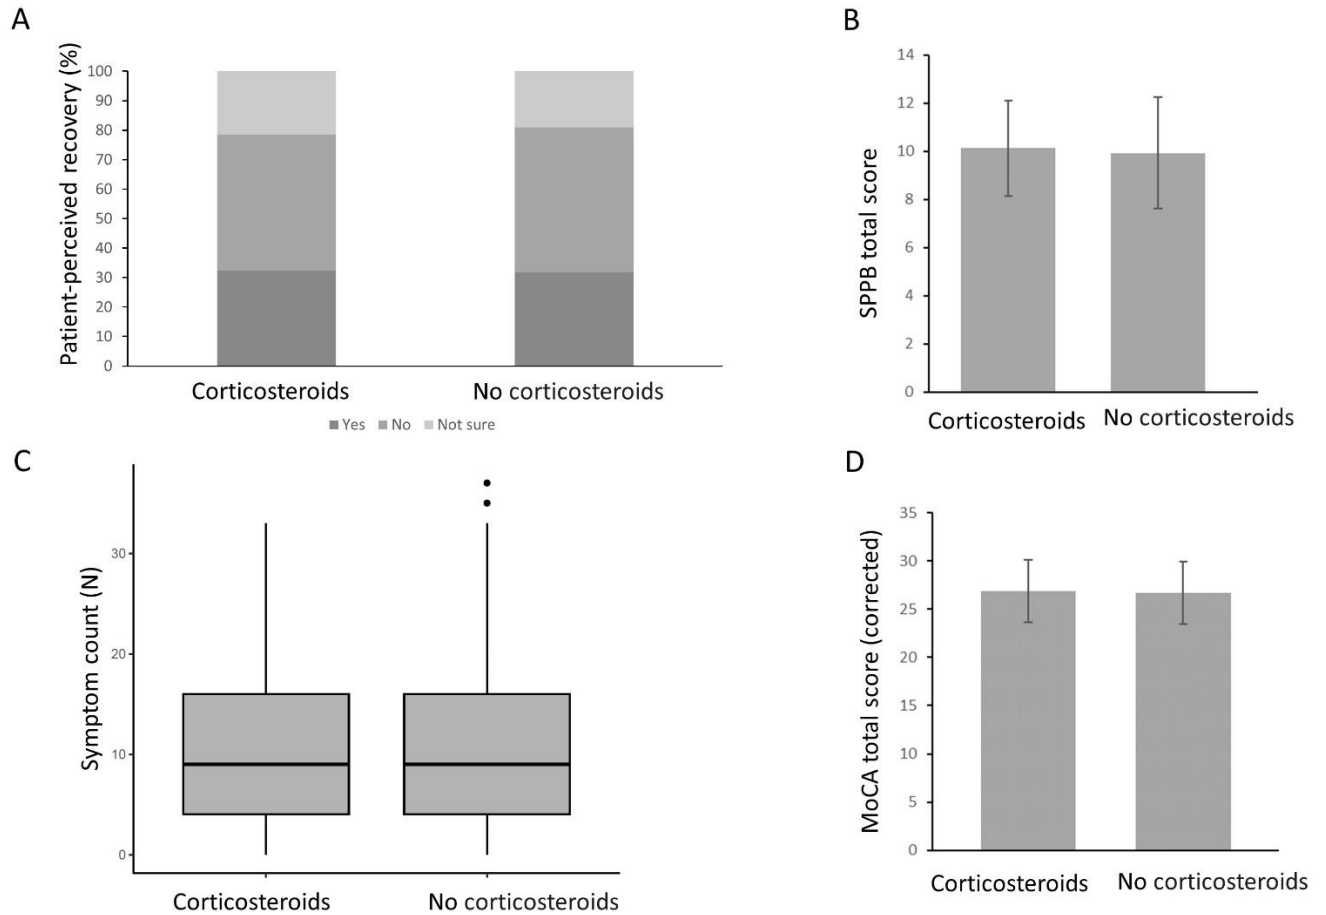 A
Patient-perceived recovery (%)
100
90
80
70
60
50
40
30
20
10
0
Corticosteroids No corticosteroids
Yes No Not sure
B
SPPB total score
14
12
10
8
6
4
2
0
Corticosteroids No corticosteroids
C
Symptom count (N)
30
20
10
0
Corticosteroids No corticosteroids
D
MoCA total score (corrected)
35
30
25
20
15
10
5
0
Corticosteroids No corticosteroids